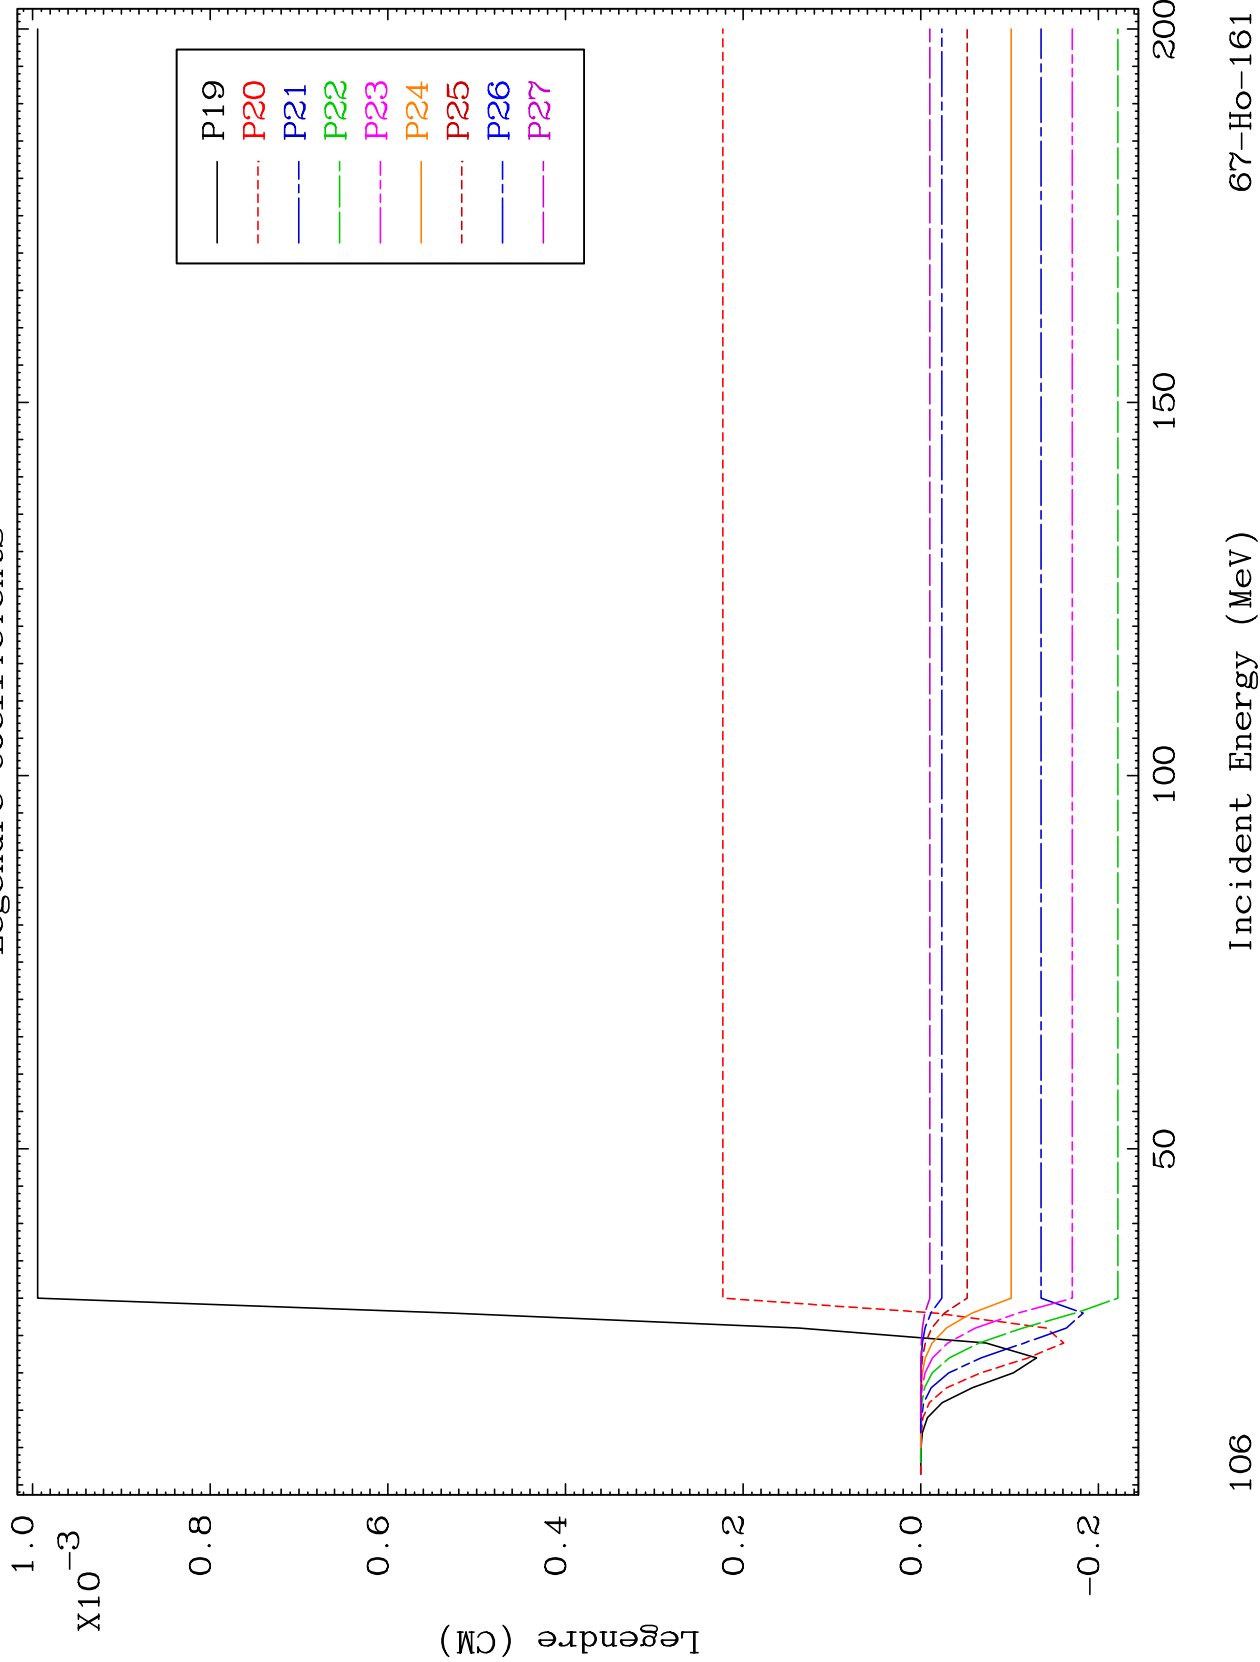 Legendre Coefficients
1.0
X10-3
0.8
0.6
0.4
0.2
0.0
-0.2
Legendre (CM)
P19
P20
P21
P22
P23
P24
P25
P26
P27
50
100
150
200
Incident Energy (MeV)
106
67-Ho-161